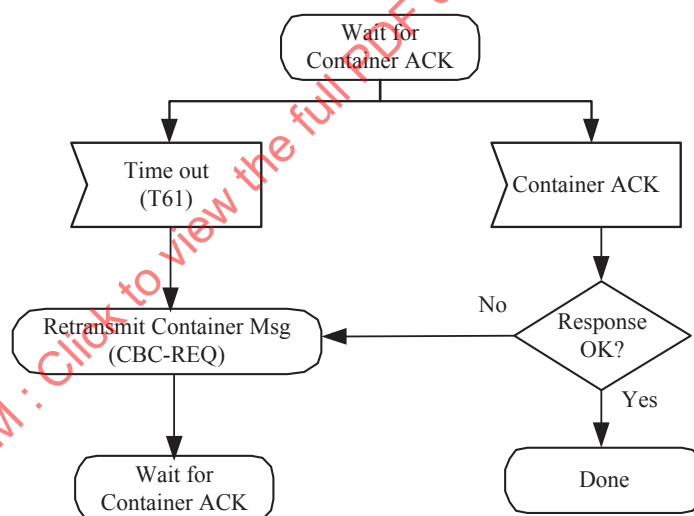 Wait for
Container ACK
Time out
(T61)
Container ACK
Retransmit Container Msg
(CBC-REQ)
No
Response
OK?
Yes
Wait for
Container ACK
Done
M : Click to view the full PDF o